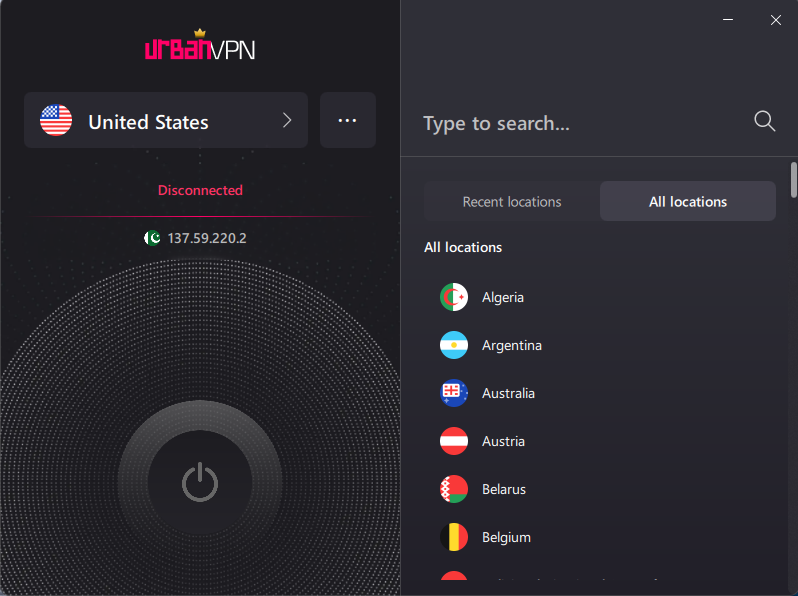 urbanVPN
United States
Disconnected
137.59.220.2
Type to search...
Recent locations
All locations
All locations
Algeria
Argentina
Australia
Austria
Belarus
Belgium